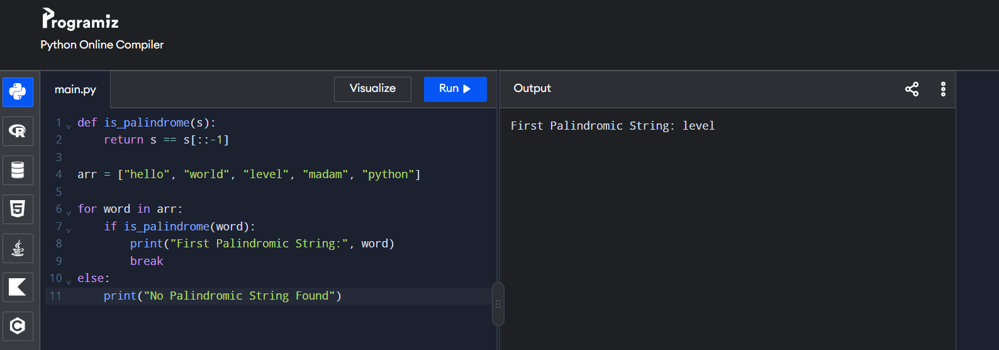 Programiz
Python Online Compiler
main.py
Visualize
Run
Output
1 def is_palindrome(s):
2     return s == s[::-1]
3
4 arr = ["hello", "world", "level", "madam", "python"]
5
6 for word in arr:
7     if is_palindrome(word):
8         print("First Palindromic String:", word)
9         break
10 else:
11     print("No Palindromic String Found")
First Palindromic String: level